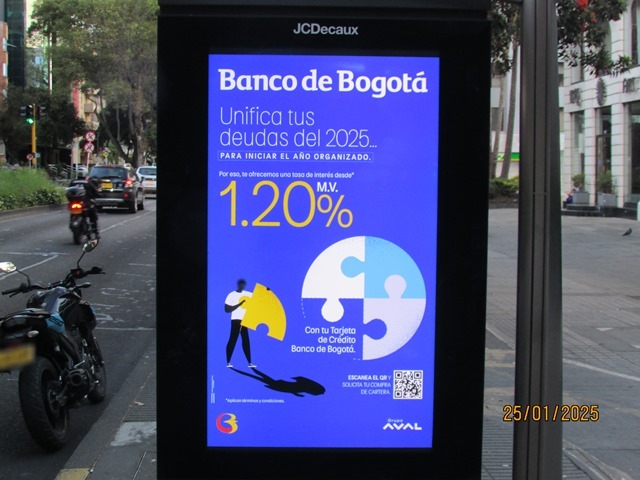 JCDecaux
Banco de Bogotá
Unifica tus
deudas del 2025...
PARA INICIAR EL AÑO ORGANIZADO.
Por eso, te ofrecemos una tasa de interés desde*
1.20% M.V.
Con tu Tarjeta
de Crédito
Banco de Bogotá.
ESCANEA EL QR Y
SOLICITA TU COMPRA
DE CARTERA.
*Aplican términos y condiciones.
Grupo
AVAL
25/01/2025